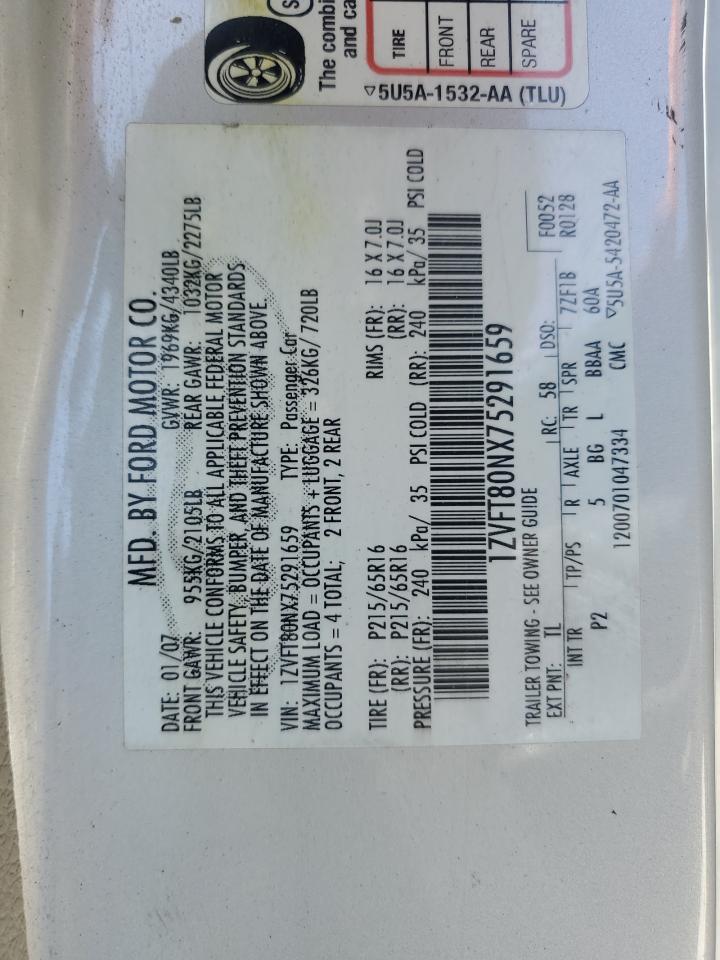 The combi
and ca
TIRE
FRONT
REAR
SPARE
▽5U5A-1532-AA (TLU)
MFD. BY FORD MOTOR CO.
DATE: 01/07 GVWR: 1969KG/4340LB
FRONT GAWR: 955KG/2105LB REAR GAWR: 1032KG/2275LB
THIS VEHICLE CONFORMS TO ALL APPLICABLE FEDERAL MOTOR
VEHICLE SAFETY, BUMPER, AND THEFT PREVENTION STANDARDS
IN EFFECT ON THE DATE OF MANUFACTURE SHOWN ABOVE.
VIN: 1ZVFT80NX75291659 TYPE: Passenger Car
MAXIMUM LOAD = OCCUPANTS + LUGGAGE = 326KG/ 720LB
OCCUPANTS = 4 TOTAL; 2 FRONT, 2 REAR
TIRE (FR): P215/65R16 RIMS (FR): 16 X 7.0J
(RR): P215/65R16 (RR): 16 X 7.0J
PRESSURE (FR): 240 kPa/ 35 PSI COLD (RR): 240 kPa/ 35 PSI COLD
1ZVFT80NX75291659
TRAILER TOWING - SEE OWNER GUIDE
F0052
EXT PNT: TL RC: 58 DSO: R0128
INT TR TP/PS R AXLE TR SPR 7ZF1B
P2 5 BG L BBAA 60A
1200701047334 CMC ▽5U5A-5420472-AA